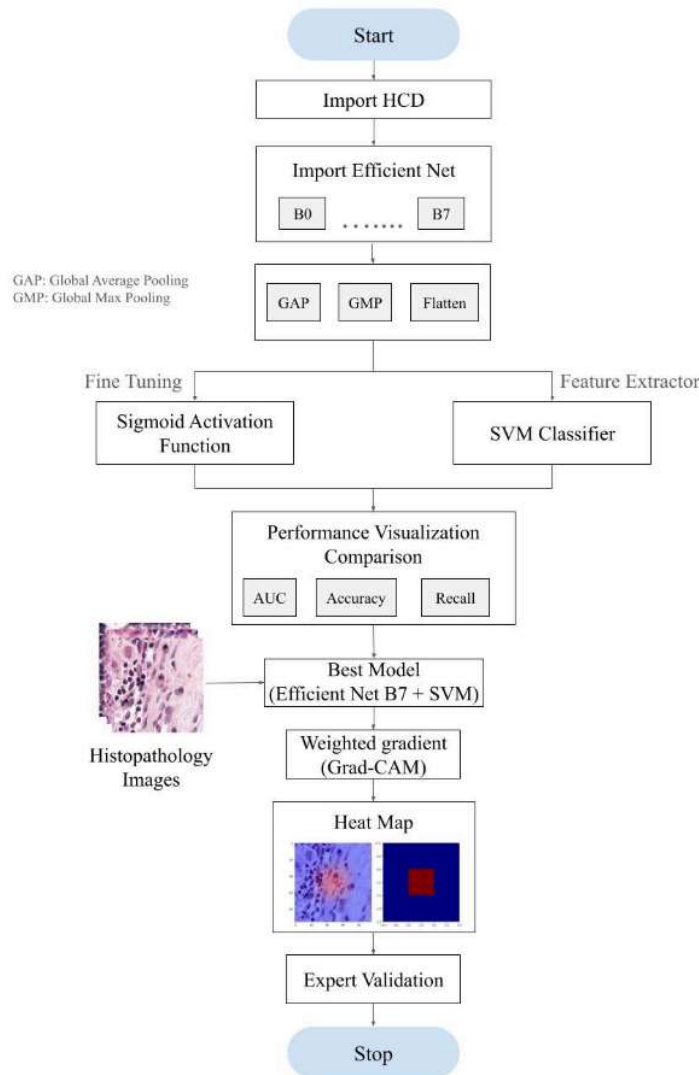 Start
Import HCD
Import Efficient Net
B0
.......
B7
GAP: Global Average Pooling
GMP: Global Max Pooling
GAP
GMP
Flatten
Fine Tuning
Feature Extractor
Sigmoid Activation
Function
SVM Classifier
Performance Visualization
Comparison
AUC
Accuracy
Recall
Best Model
(Efficient Net B7 + SVM)
Histopathology
Images
Weighted gradient
(Grad-CAM)
Heat Map
Expert Validation
Stop